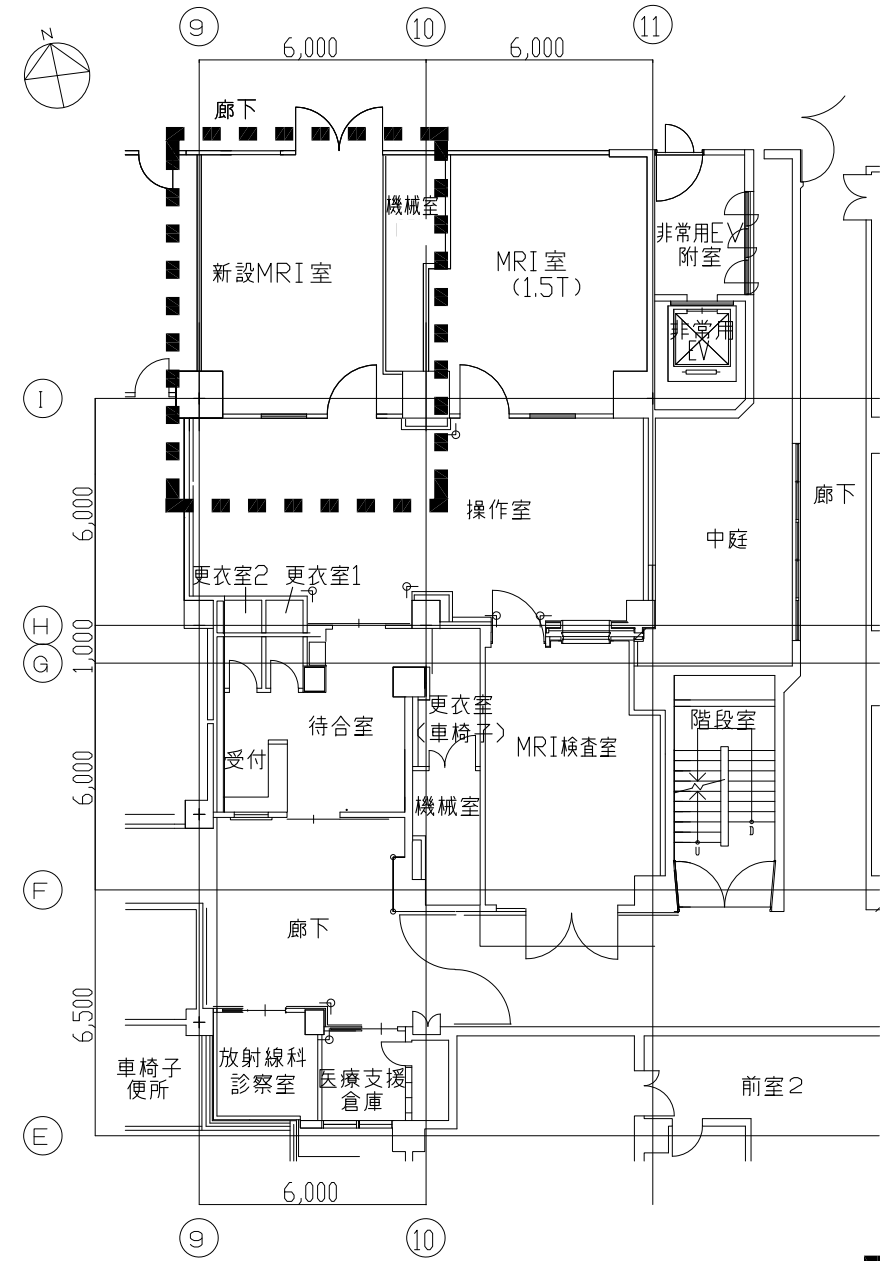 N
9
10
11
6,000
6,000
廊下
機械室
新設MRI室
MRI室
(1.5T)
非常用EV
附室
非常用
EV
I
6,000
操作室
廊下
中庭
更衣室2
更衣室1
H
1,000
G
更衣室
(車椅子)
待合室
MRI検査室
階段室
受付
6,000
機械室
U
D
F
廊下
6,500
車椅子
便所
放射線科
診察室
医療支援
倉庫
前室2
E
6,000
9
10